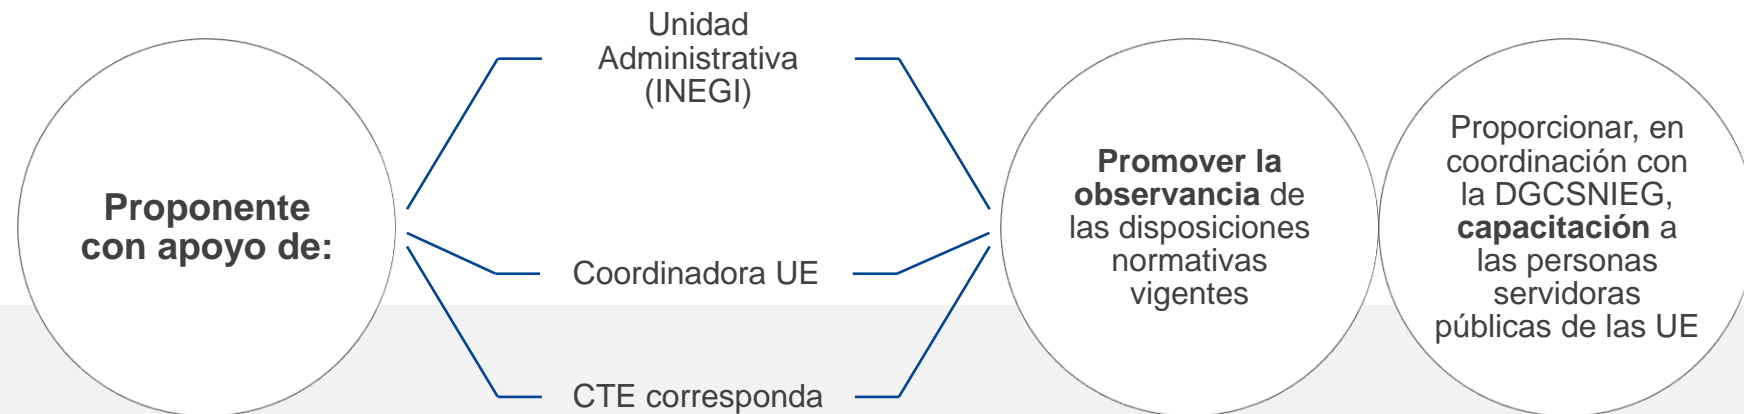 Proponente
con apoyo de:
Unidad
Administrativa
(INEGI)
Coordinadora UE
CTE corresponda
Promover la
observancia de
las disposiciones
normativas
vigentes
Proporcionar, en
coordinación con
la DGCSNIEG,
capacitación a
las personas
servidoras
públicas de las UE